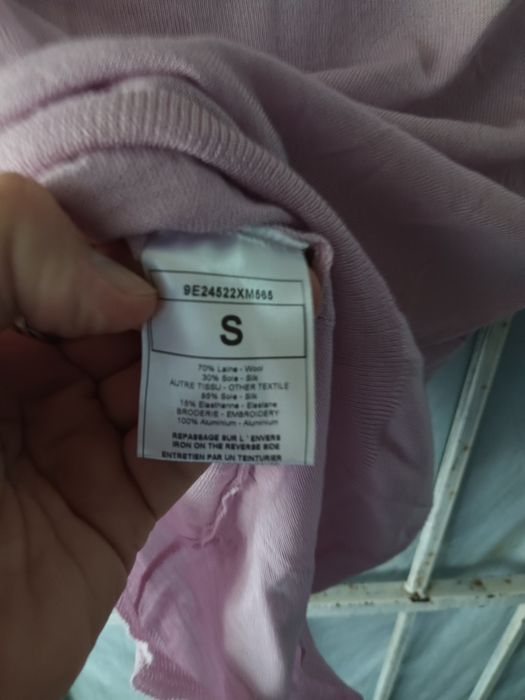 9E24522XM565
S
70% Laine - Wool
30% Soie - Silk
AUTRE TISSU - OTHER TEXTILE
85% Soie - Silk
15% Elasthanne - Elastane
BRODERIE - EMBROIDERY
100% Aluminium - Aluminium
REPASSAGE SUR L ' ENVERS
IRON ON THE REVERSE SIDE
ENTRETIEN PAR UN TEINTURIER